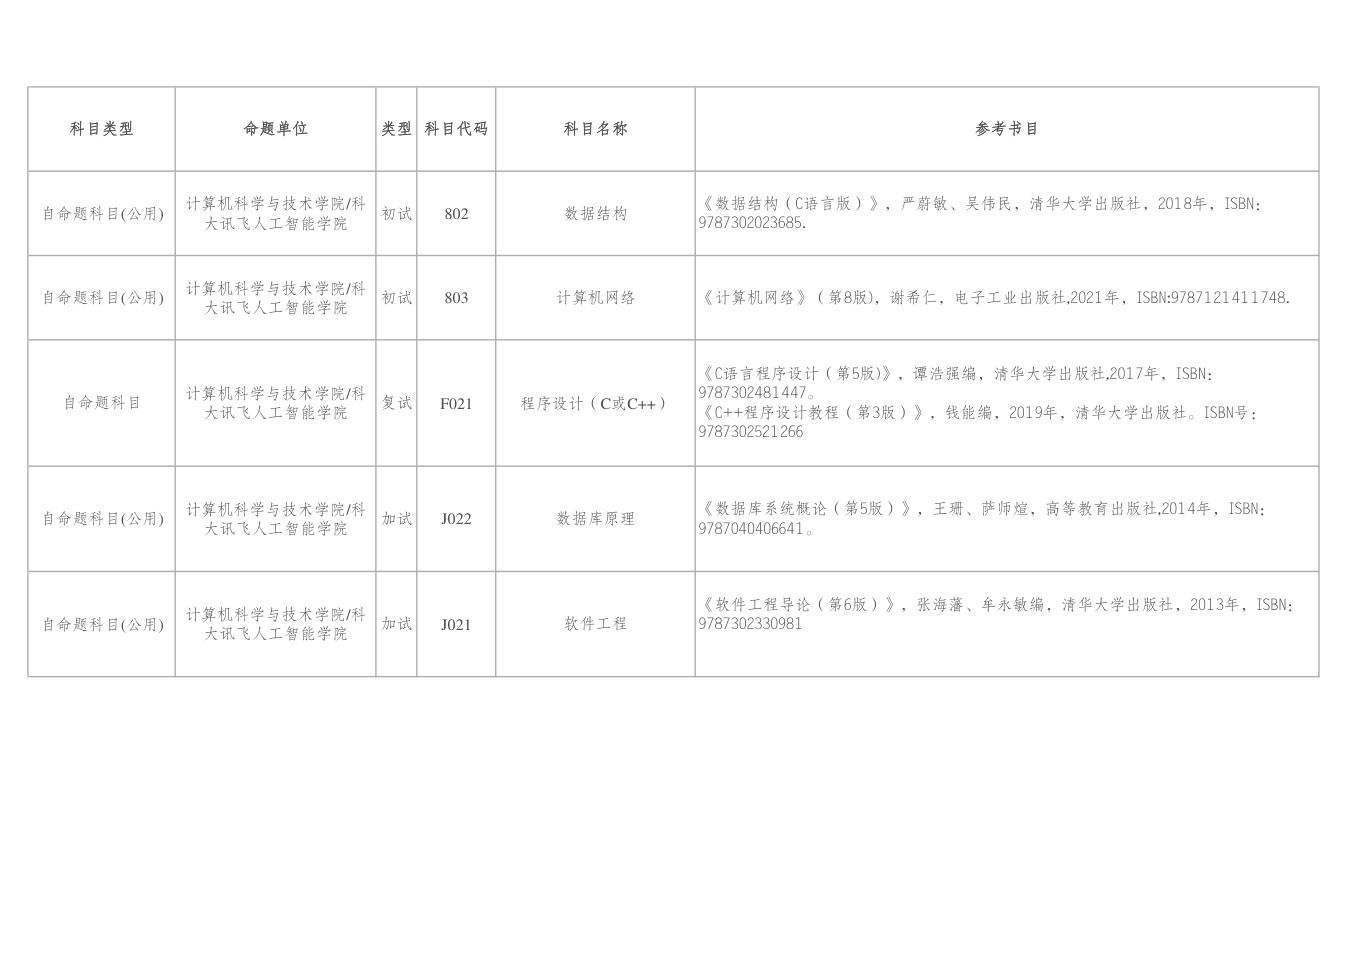 科目类型 命题单位 类型 科目代码 科目名称 参考书目
自命题科目(公用)
计算机科学与技术学院/科
大讯飞人工智能学院
初试
802
数据结构
《数据结构（C语言版）》，严蔚敏、吴伟民，清华大学出版社，2018年，ISBN：
9787302023685.
自命题科目(公用)
计算机科学与技术学院/科
大讯飞人工智能学院
初试
803
计算机网络
《计算机网络》（第8版)，谢希仁，电子工业出版社,2021年，ISBN:9787121411748.
自命题科目
计算机科学与技术学院/科
大讯飞人工智能学院
复试
F021
程序设计（C或C++）
《C语言程序设计（第5版)》，谭浩强编，清华大学出版社,2017年，ISBN：
9787302481447。
《C++程序设计教程（第3版）》，钱能编，2019年，清华大学出版社。ISBN号：
9787302521266
自命题科目(公用)
计算机科学与技术学院/科
大讯飞人工智能学院
加试
J022
数据库原理
《数据库系统概论（第5版）》，王珊、萨师煊，高等教育出版社,2014年，ISBN：
9787040406641。
自命题科目(公用)
计算机科学与技术学院/科
大讯飞人工智能学院
加试
J021
软件工程
《软件工程导论（第6版）》，张海藩、牟永敏编，清华大学出版社，2013年，ISBN：
9787302330981